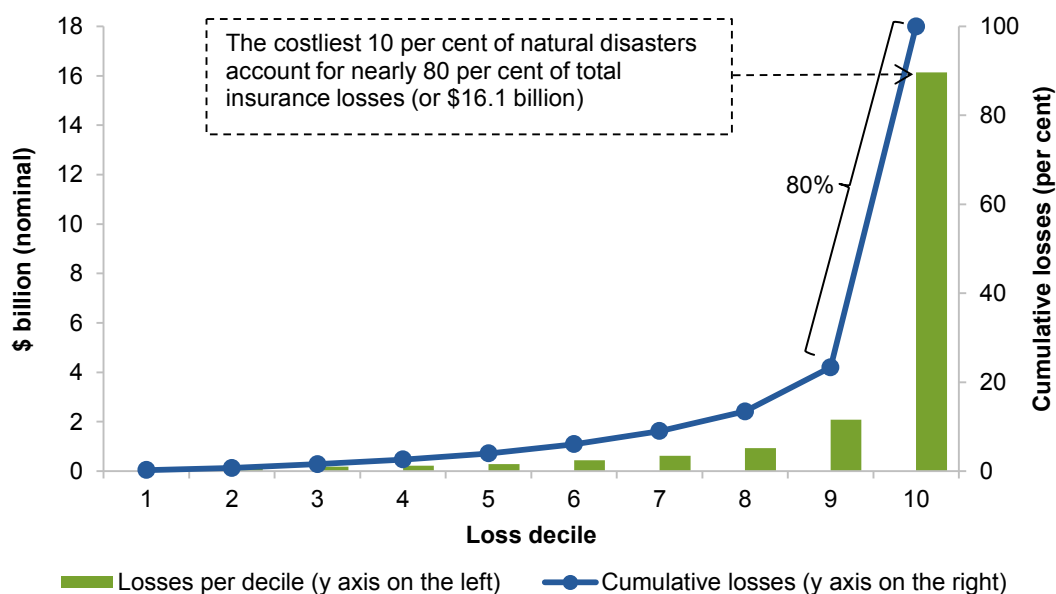 The costliest 10 per cent of natural disasters
account for nearly 80 per cent of total
insurance losses (or $16.1 billion)
18
16
14
12
10
8
6
4
2
0
$ billion (nominal)
100
80
60
40
20
0
Cumulative losses (per cent)
80%
1 2 3 4 5 6 7 8 9 10
Loss decile
Losses per decile (y axis on the left)
Cumulative losses (y axis on the right)